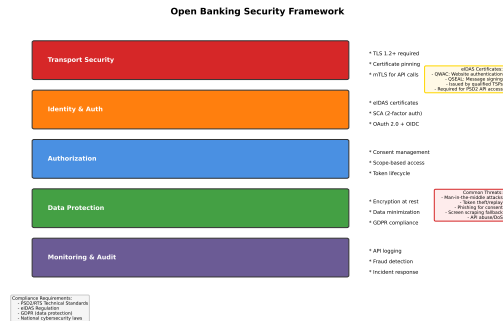 Open Banking Security Framework
Transport Security
* TLS 1.2+ required
* Certificate pinning
* mTLS for API calls
eIDAS Certificates:
- QWAC: Website authentication
- QSEAL: Message signing
- Issued by qualified TSPs
- Required for PSD2 API access
Identity & Auth
* eIDAS certificates
* SCA (2-factor auth)
* OAuth 2.0 + OIDC
Authorization
* Consent management
* Scope-based access
* Token lifecycle
Data Protection
* Encryption at rest
* Data minimization
* GDPR compliance
Common Threats:
- Man-in-the-middle attacks
- Token theft/replay
- Phishing for consent
- Screen scraping fallback
- API abuse/DoS
Monitoring & Audit
* API logging
* Fraud detection
* Incident response
Compliance Requirements:
- PSD2/RTS Technical Standards
- eIDAS Regulation
- GDPR (data protection)
- National cybersecurity laws